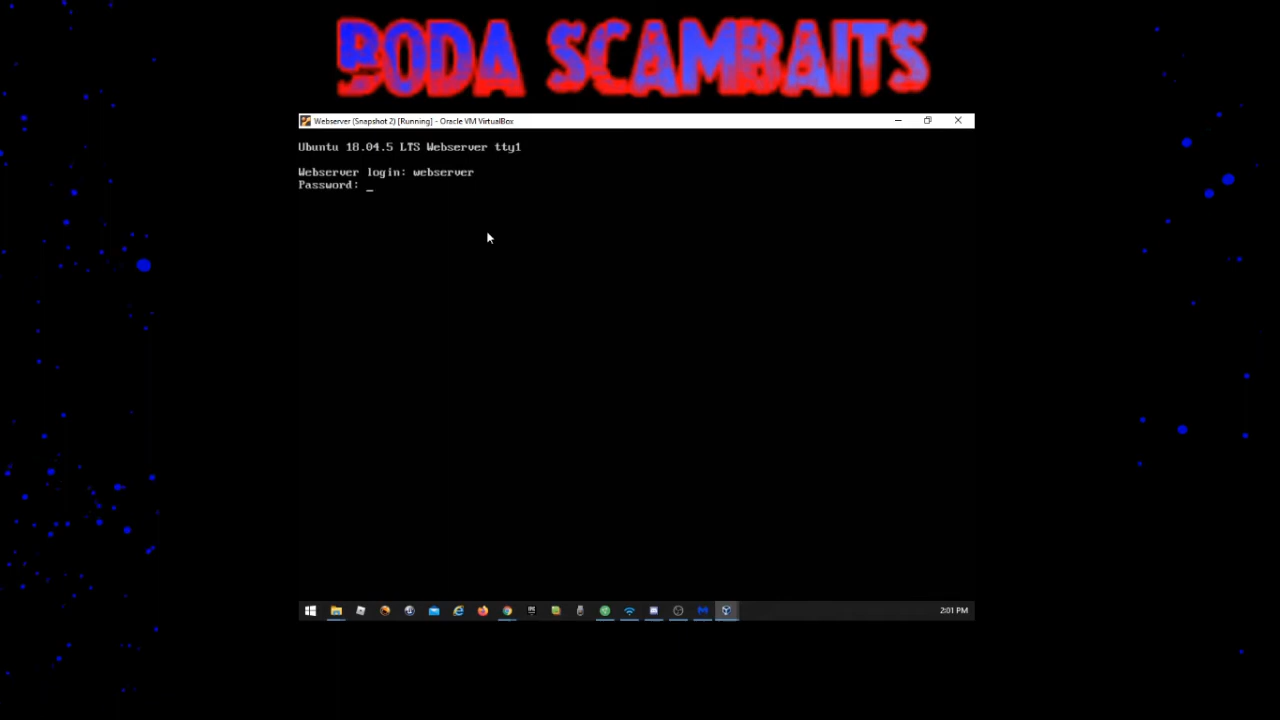 BODA SCAMBAITS
Webserver (Snapshot 2) [Running] - Oracle VM VirtualBox
Ubuntu 18.04.5 LTS Webserver tty1
Webserver login: webserver
Password: _
2:01 PM